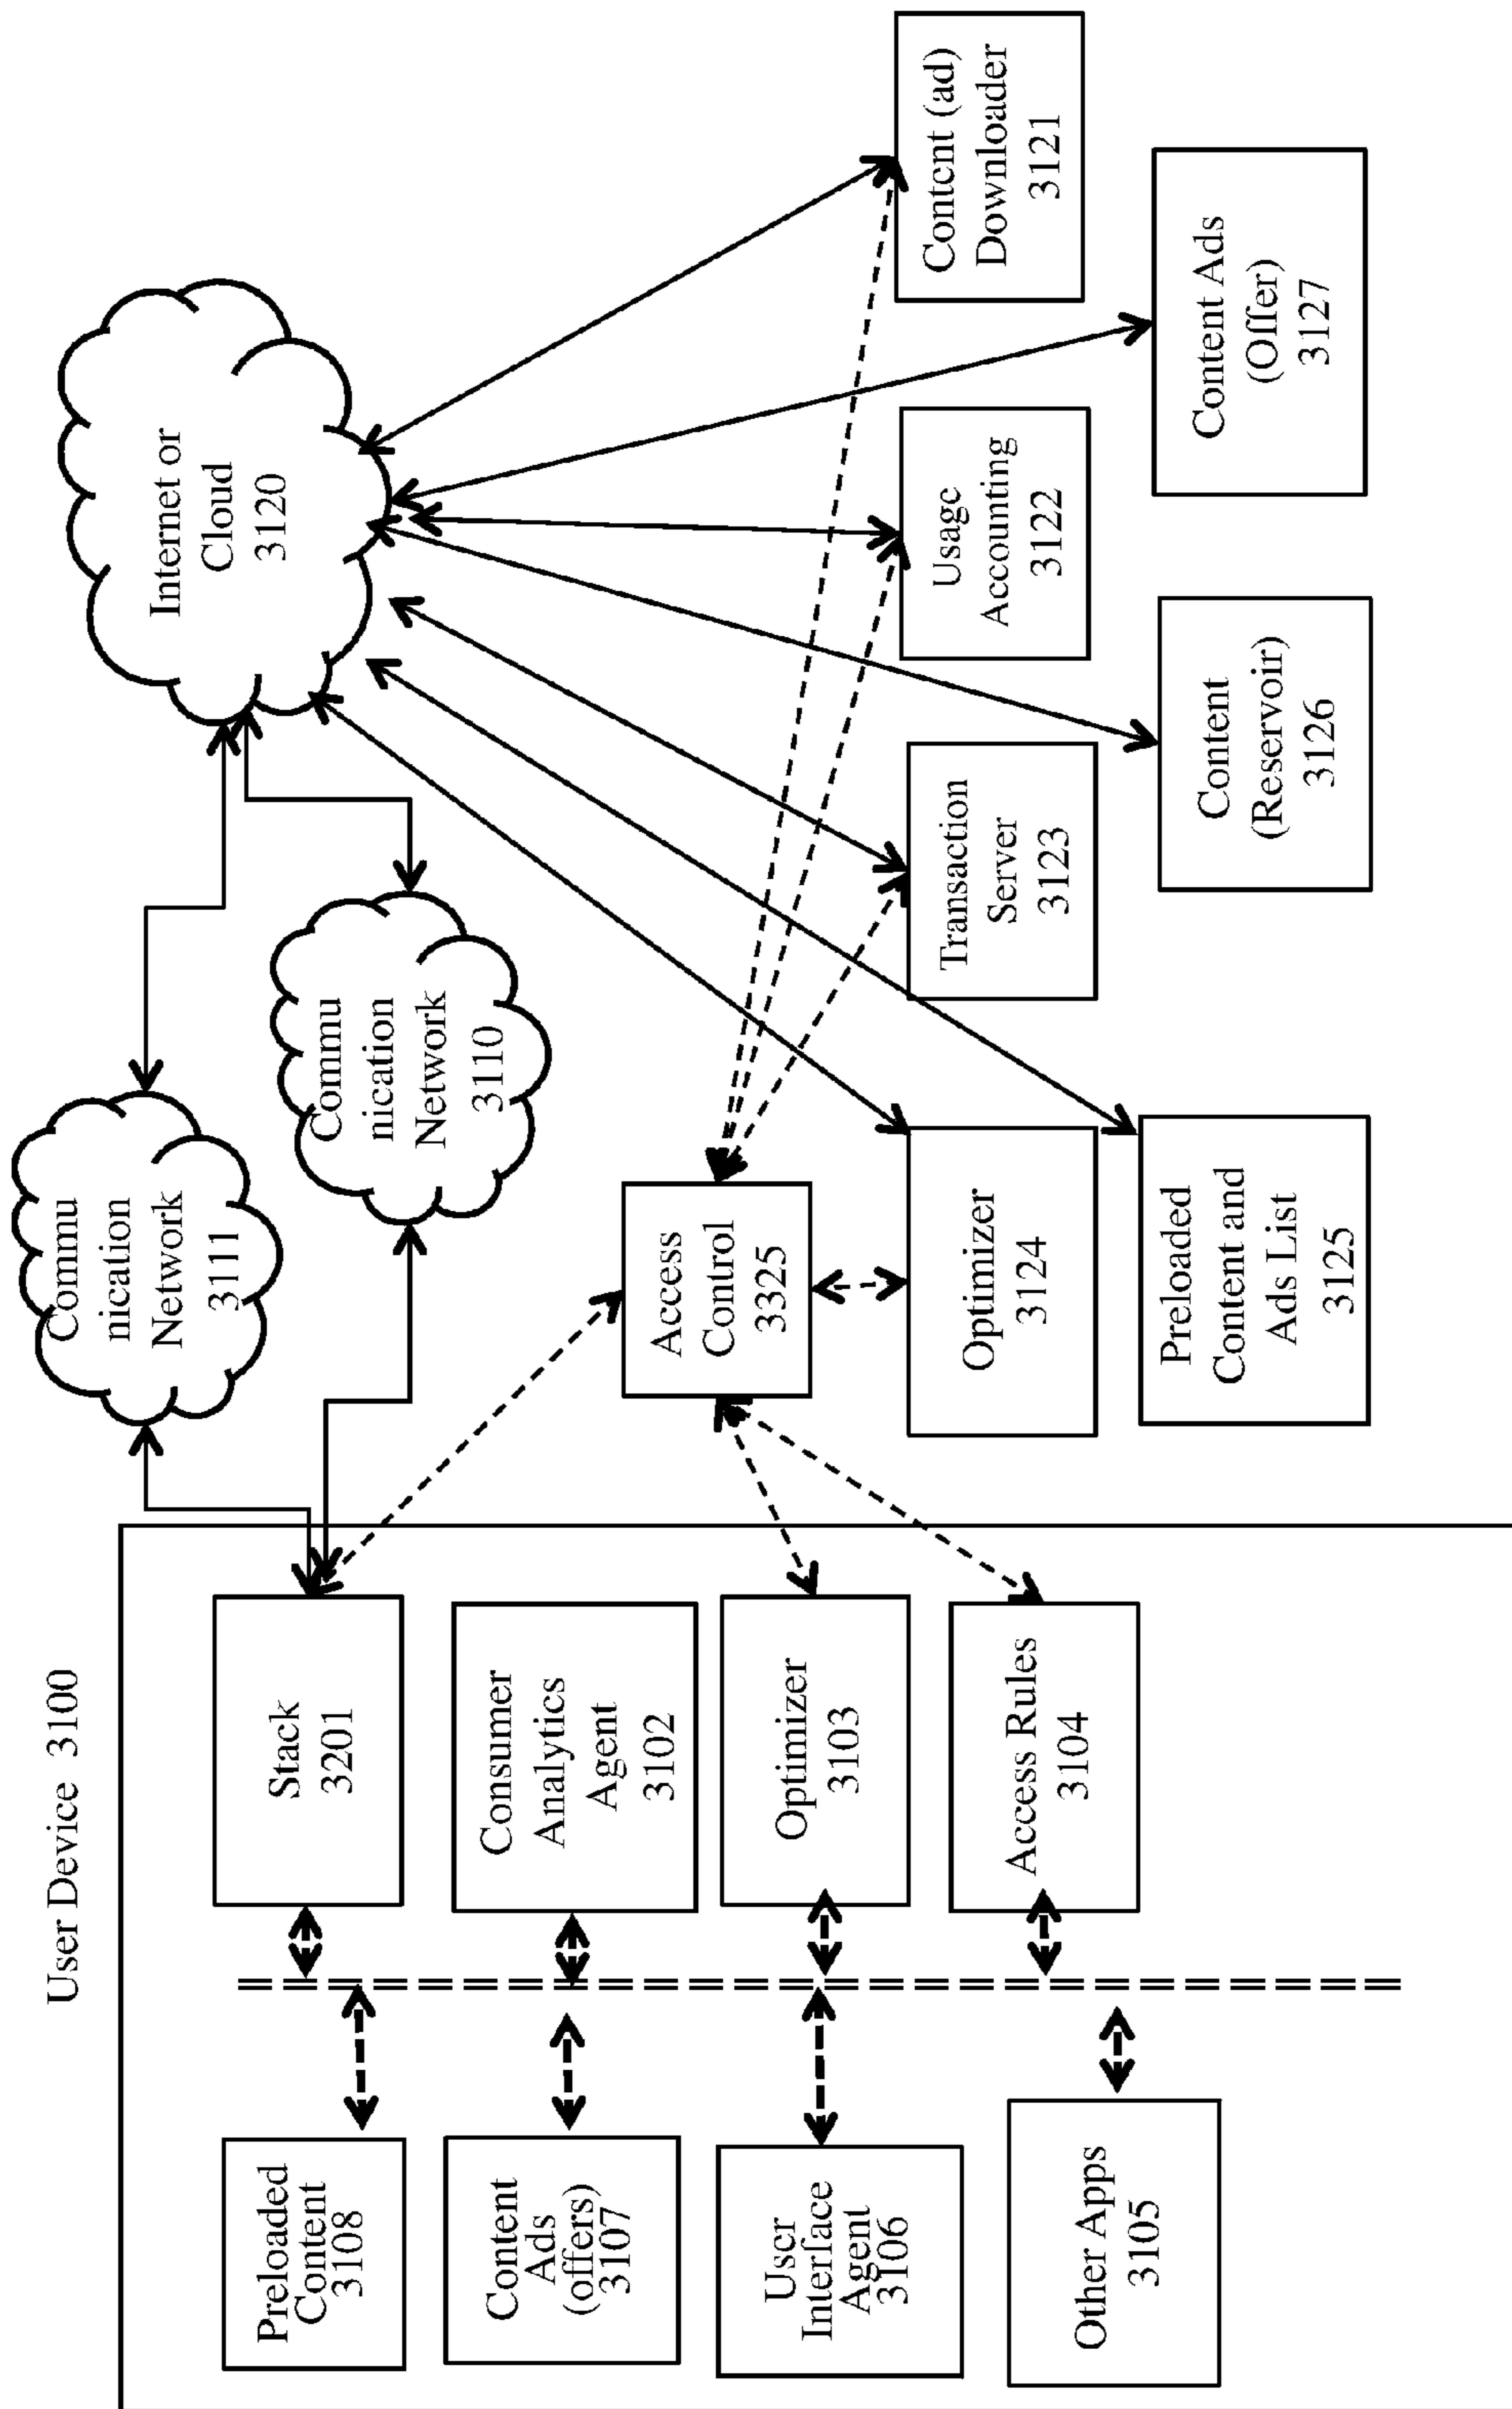 User Device 3100
Preloaded
Content
3108
Content
Ads
(offers)
3107
User
Interface
Agent
3106
Other Apps
3105
Stack
3201
Consumer
Analytics
Agent
3102
Optimizer
3103
Access Rules
3104
Commu
nication
Network
3111
Commu
nication
Network
3110
Internet or
Cloud
3120
Access
Control
3325
Optimizer
3124
Transaction
Server
3123
Usage
Accounting
3122
Content (ad)
Downloader
3121
Preloaded
Content and
Ads List
3125
Content
(Reservoir)
3126
Content Ads
(Offer)
3127